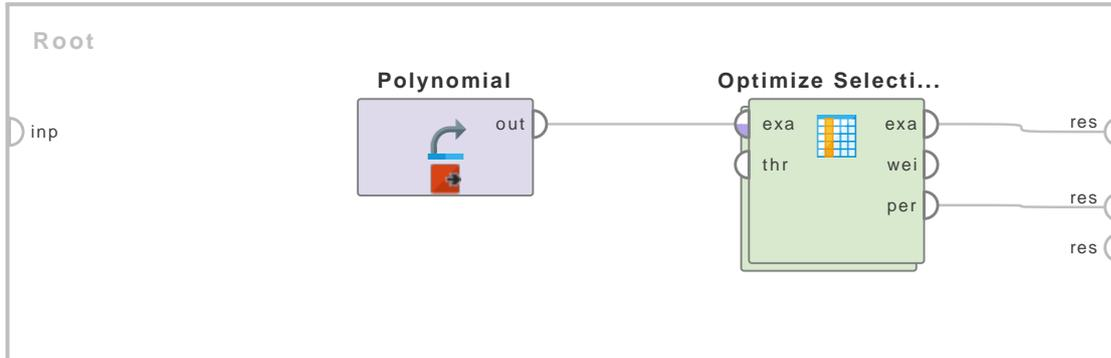 Root
Polynomial
Optimize Selecti...
inp
out
exa
thr
exa
wei
per
res
res
res